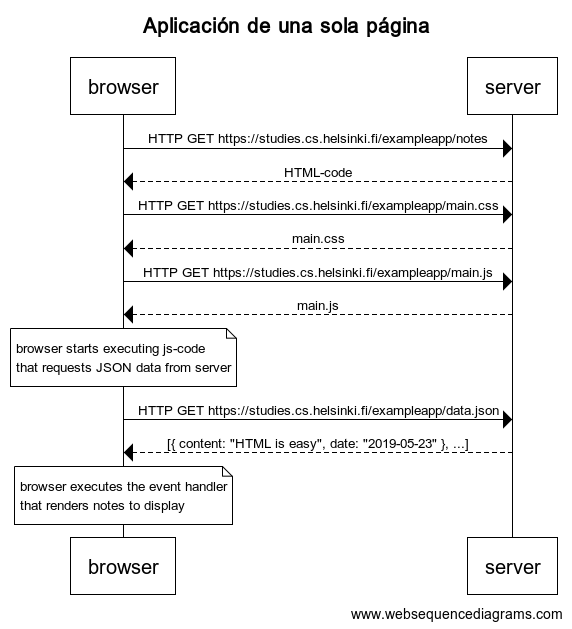 Aplicación de una sola página
browser
server
HTTP GET https://studies.cs.helsinki.fi/exampleapp/notes
HTML-code
HTTP GET https://studies.cs.helsinki.fi/exampleapp/main.css
main.css
HTTP GET https://studies.cs.helsinki.fi/exampleapp/main.js
main.js
browser starts executing js-code
that requests JSON data from server
HTTP GET https://studies.cs.helsinki.fi/exampleapp/data.json
[{ content: "HTML is easy", date: "2019-05-23" }, ...]
browser executes the event handler
that renders notes to display
browser
server
www.websequencediagrams.com